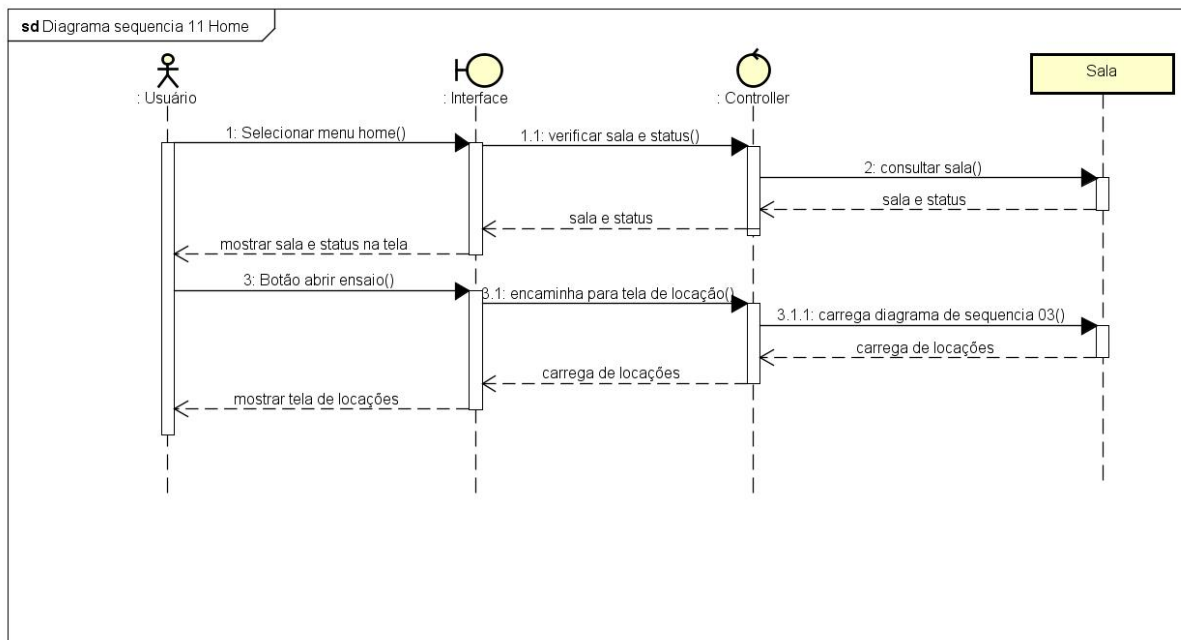 sd Diagrama sequencia 11 Home
: Usuário
: Interface
: Controller
Sala
1: Selecionar menu home()
1.1: verificar sala e status()
2: consultar sala()
sala e status
sala e status
mostrar sala e status na tela
3: Botão abrir ensaio()
3.1: encaminha para tela de locação()
3.1.1: carrega diagrama de sequencia 03()
carrega de locações
carrega de locações
mostrar tela de locações